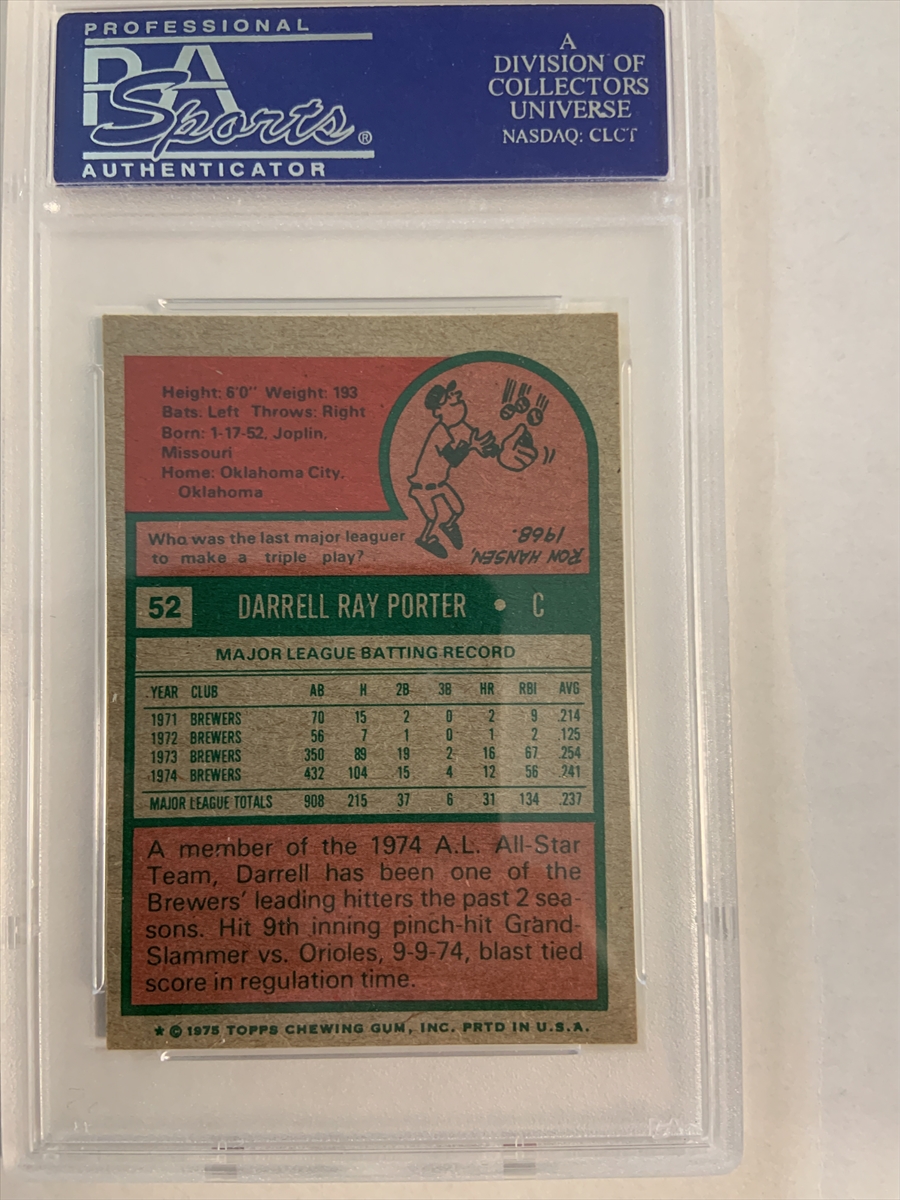 PROFESSIONAL
PSA
Sports®
AUTHENTICATOR
A
DIVISION OF
COLLECTORS
UNIVERSE
NASDAQ: CLCT
Height: 6'0" Weight: 193
Bats: Left Throws: Right
Born: 1-17-52, Joplin,
Missouri
Home: Oklahoma City,
Oklahoma
Who was the last major leaguer
to make a triple play?
RON HANSEN,
1968.
52 DARRELL RAY PORTER • C
MAJOR LEAGUE BATTING RECORD
YEAR CLUB AB H 2B 3B HR RBI AVG
1971 BREWERS 70 15 2 0 2 9 .214
1972 BREWERS 56 7 1 0 1 2 .125
1973 BREWERS 350 89 19 2 16 67 .254
1974 BREWERS 432 104 15 4 12 56 .241
MAJOR LEAGUE TOTALS 908 215 37 6 31 134 .237
A member of the 1974 A.L. All-Star
Team, Darrell has been one of the
Brewers' leading hitters the past 2 sea-
sons. Hit 9th inning pinch-hit Grand-
Slammer vs. Orioles, 9-9-74, blast tied
score in regulation time.
★ © 1975 TOPPS CHEWING GUM, INC. PRTD IN U.S.A.